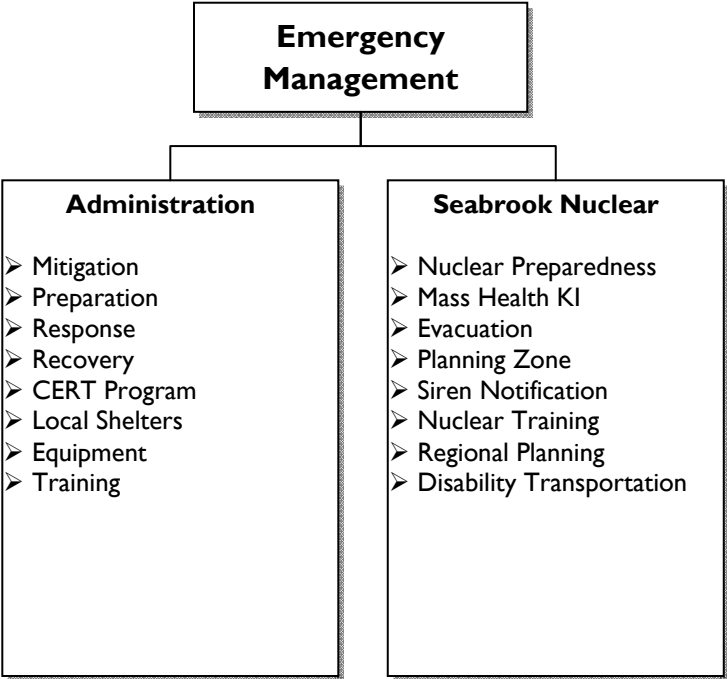 Emergency
Management
Administration
➢ Mitigation
➢ Preparation
➢ Response
➢ Recovery
➢ CERT Program
➢ Local Shelters
➢ Equipment
➢ Training
Seabrook Nuclear
➢ Nuclear Preparedness
➢ Mass Health KI
➢ Evacuation
➢ Planning Zone
➢ Siren Notification
➢ Nuclear Training
➢ Regional Planning
➢ Disability Transportation